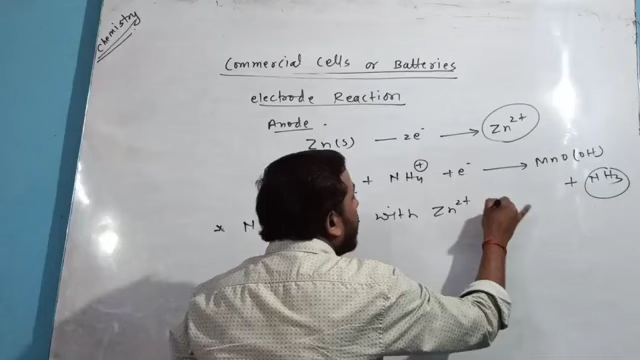 Chemistry
Commercial Cells or Batteries
electrode Reaction
Anode.
Zn(s) — 2e⁻ ⟶ Zn²⁺
+ NH₄⁺ + e⁻ ⟶ MnO(OH)
+ NH₃
* N with Zn²⁺